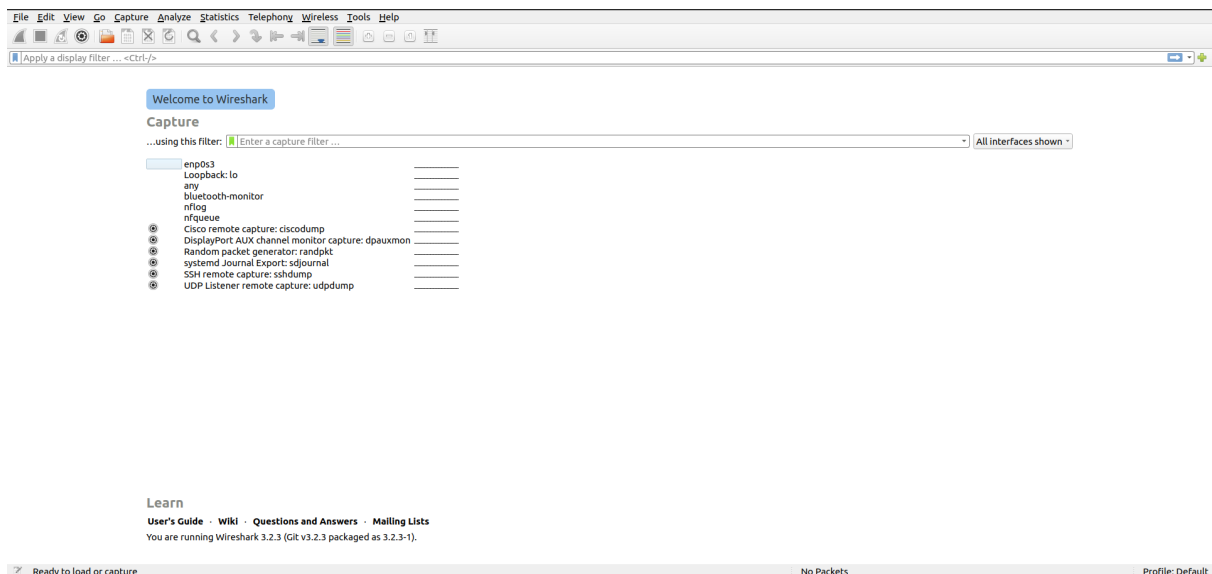 File Edit View Go Capture Analyze Statistics Telephony Wireless Tools Help
Apply a display filter … <Ctrl-/>
Welcome to Wireshark
Capture
…using this filter: Enter a capture filter … All interfaces shown
enp0s3
Loopback: lo
any
bluetooth-monitor
nflog
nfqueue
Cisco remote capture: ciscodump
DisplayPort AUX channel monitor capture: dpauxmon
Random packet generator: randpkt
systemd Journal Export: sdjournal
SSH remote capture: sshdump
UDP Listener remote capture: udpdump
Learn
User's Guide · Wiki · Questions and Answers · Mailing Lists
You are running Wireshark 3.2.3 (Git v3.2.3 packaged as 3.2.3-1).
Ready to load or capture No Packets Profile: Default